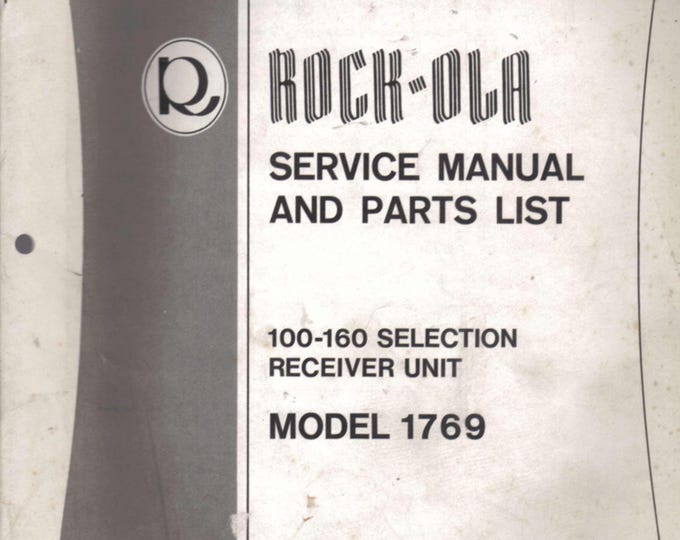 R
ROCK-OLA
SERVICE MANUAL
AND PARTS LIST
100-160 SELECTION
RECEIVER UNIT
MODEL 1769